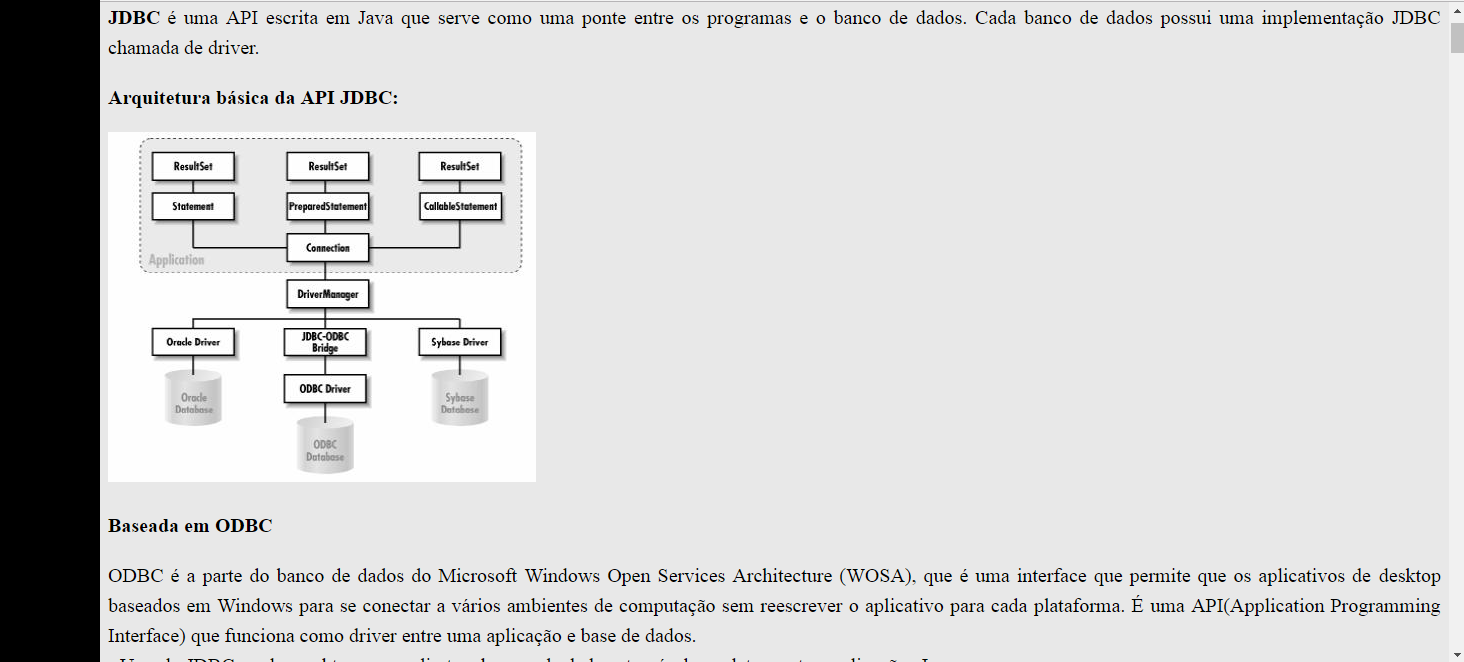 JDBC é uma API escrita em Java que serve como uma ponte entre os programas e o banco de dados. Cada banco de dados possui uma implementação JDBC
chamada de driver.
Arquitetura básica da API JDBC:
ResultSet ResultSet ResultSet
Statement PreparedStatement CallableStatement
Connection
Application
DriverManager
Oracle Driver JDBC-ODBC Bridge Sybase Driver
ODBC Driver
Oracle Database Sybase Database
ODBC Database
Baseada em ODBC
ODBC é a parte do banco de dados do Microsoft Windows Open Services Architecture (WOSA), que é uma interface que permite que os aplicativos de desktop
baseados em Windows para se conectar a vários ambientes de computação sem reescrever o aplicativo para cada plataforma. É uma API(Application Programming
Interface) que funciona como driver entre uma aplicação e base de dados.